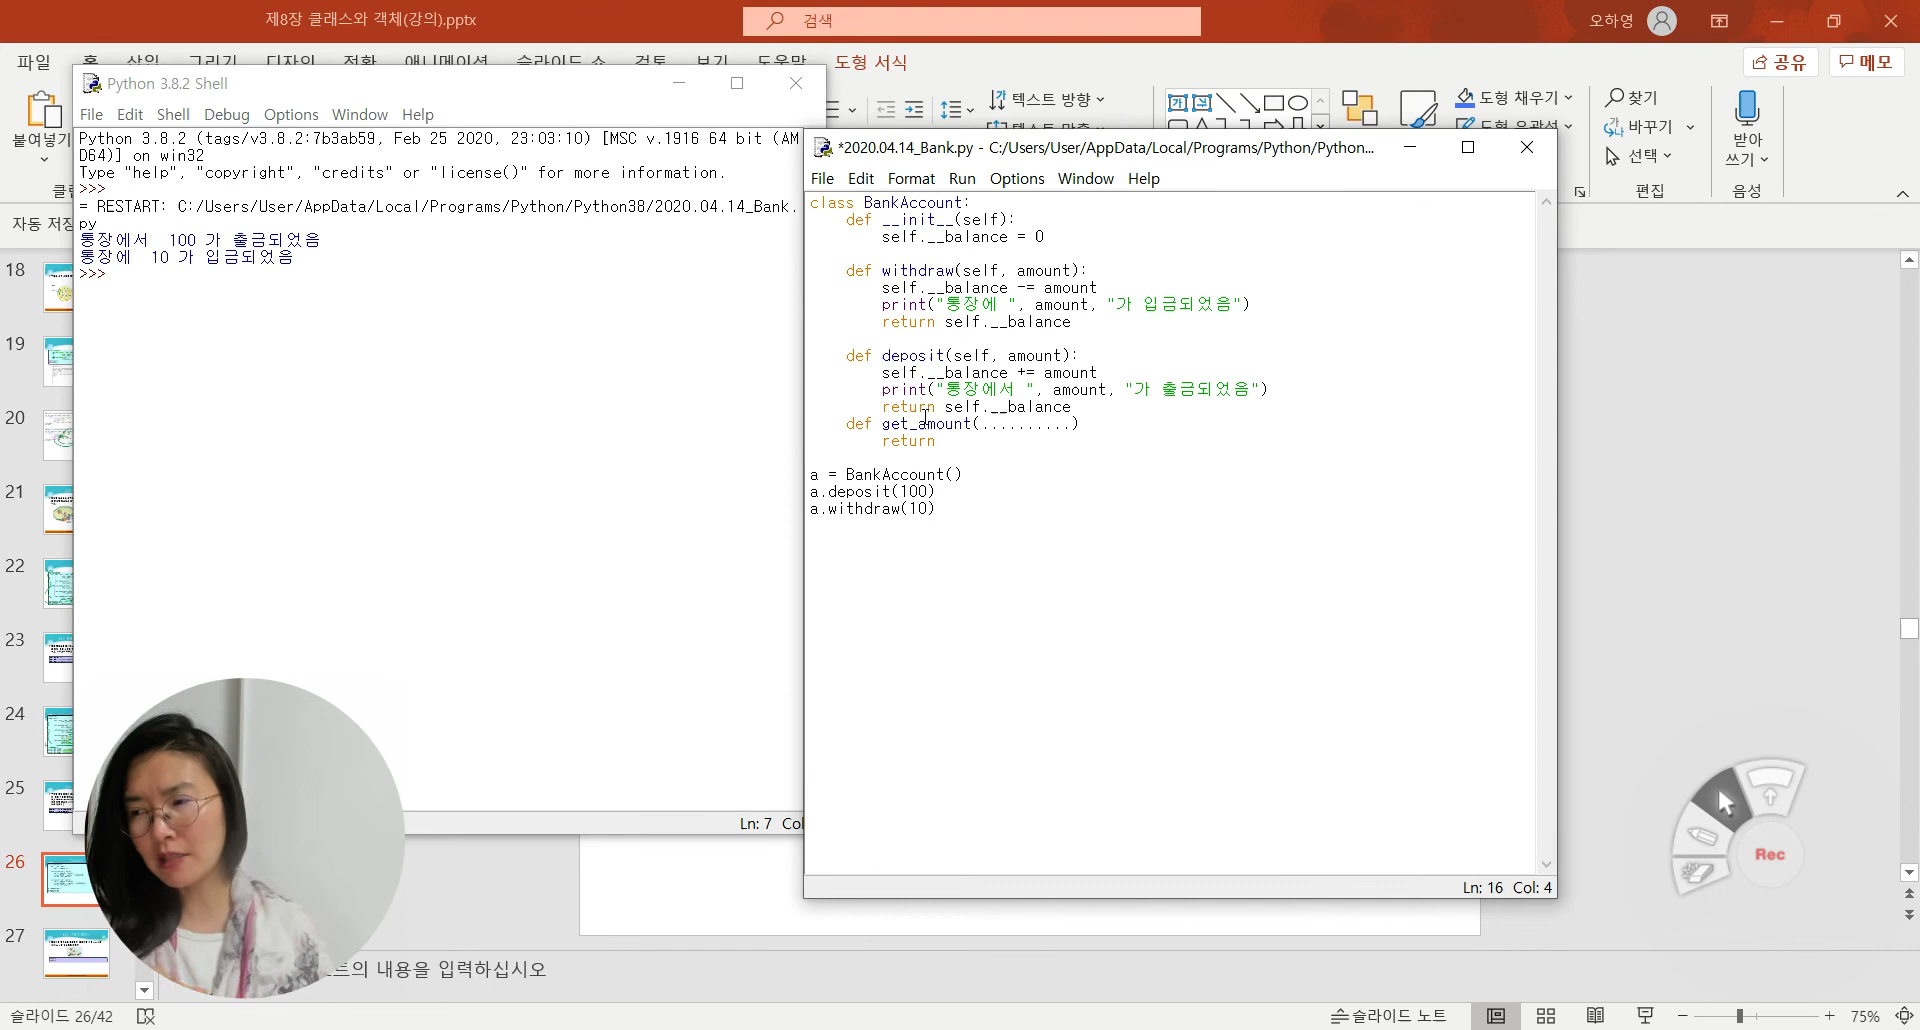 제8장 클래스와 객체(강의).pptx
검색
오하영
파일
도형 서식
공유
메모
Python 3.8.2 Shell
File Edit Shell Debug Options Window Help
Python 3.8.2 (tags/v3.8.2:7b3ab59, Feb 25 2020, 23:03:10) [MSC v.1916 64 bit (AM
D64)] on win32
Type "help", "copyright", "credits" or "license()" for more information.
>>>
= RESTART: C:/Users/User/AppData/Local/Programs/Python/Python38/2020.04.14_Bank.
py
통장에서  100 가 출금되었음
통장에  10 가 입금되었음
>>>
Ln: 7 Col
붙여넣기
텍스트 방향
도형 채우기
찾기
바꾸기
선택
편집
받아
쓰기
음성
자동 저장
*2020.04.14_Bank.py - C:/Users/User/AppData/Local/Programs/Python/Python...
File Edit Format Run Options Window Help
class BankAccount:
    def __init__(self):
        self.__balance = 0
    def withdraw(self, amount):
        self.__balance -= amount
        print("통장에 ", amount, "가 입금되었음")
        return self.__balance
    def deposit(self, amount):
        self.__balance += amount
        print("통장에서 ", amount, "가 출금되었음")
        return self.__balance
    def get_amount(..........)
        return
a = BankAccount()
a.deposit(100)
a.withdraw(10)
Ln: 16 Col: 4
18
19
20
21
22
23
24
25
26
27
Rec
트의 내용을 입력하십시오
슬라이드 26/42
슬라이드 노트
75%